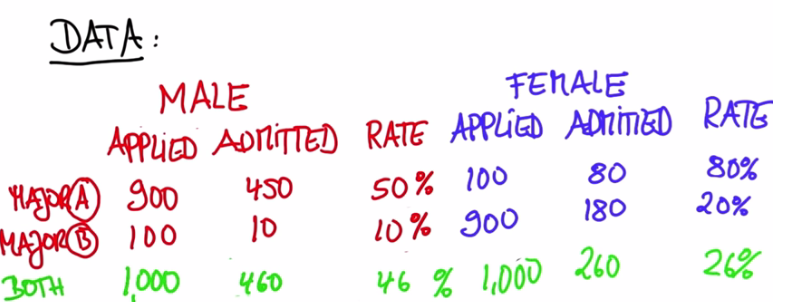 DATA:
MALE FEMALE
APPLIED ADMITTED RATE APPLIED ADMITTED RATE
MAJOR A 900 450 50% 100 80 80%
MAJOR B 100 10 10% 900 180 20%
BOTH 1,000 460 46 % 1,000 260 26%